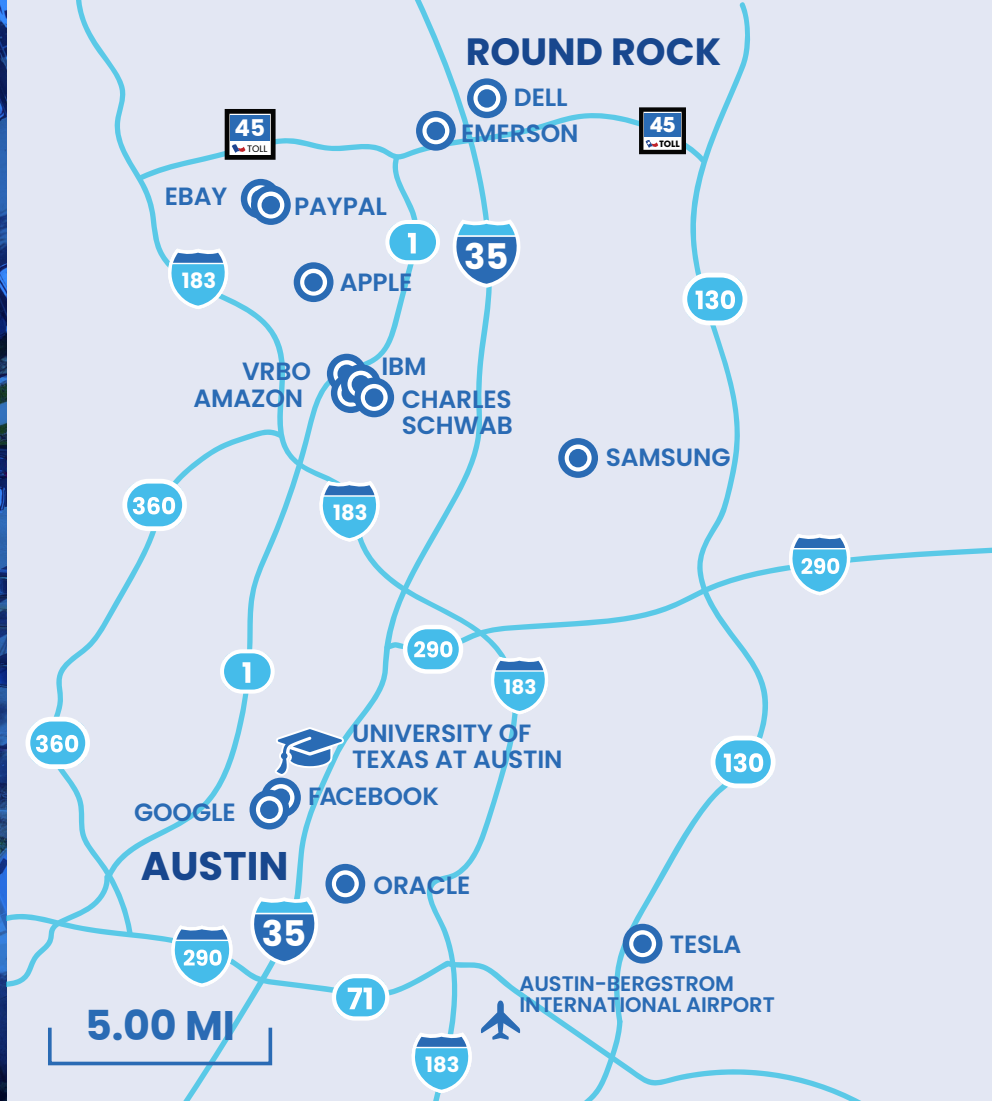 ROUND ROCK
DELL
45
TOLL
45
TOLL
EMERSON
EBAY
PAYPAL
1
35
183
APPLE
130
VRBO
IBM
AMAZON
CHARLES
SCHWAB
SAMSUNG
360
183
290
290
1
183
360
UNIVERSITY OF
TEXAS AT AUSTIN
130
FACEBOOK
GOOGLE
AUSTIN
ORACLE
35
290
TESLA
71
AUSTIN-BERGSTROM
INTERNATIONAL AIRPORT
5.00 MI
183